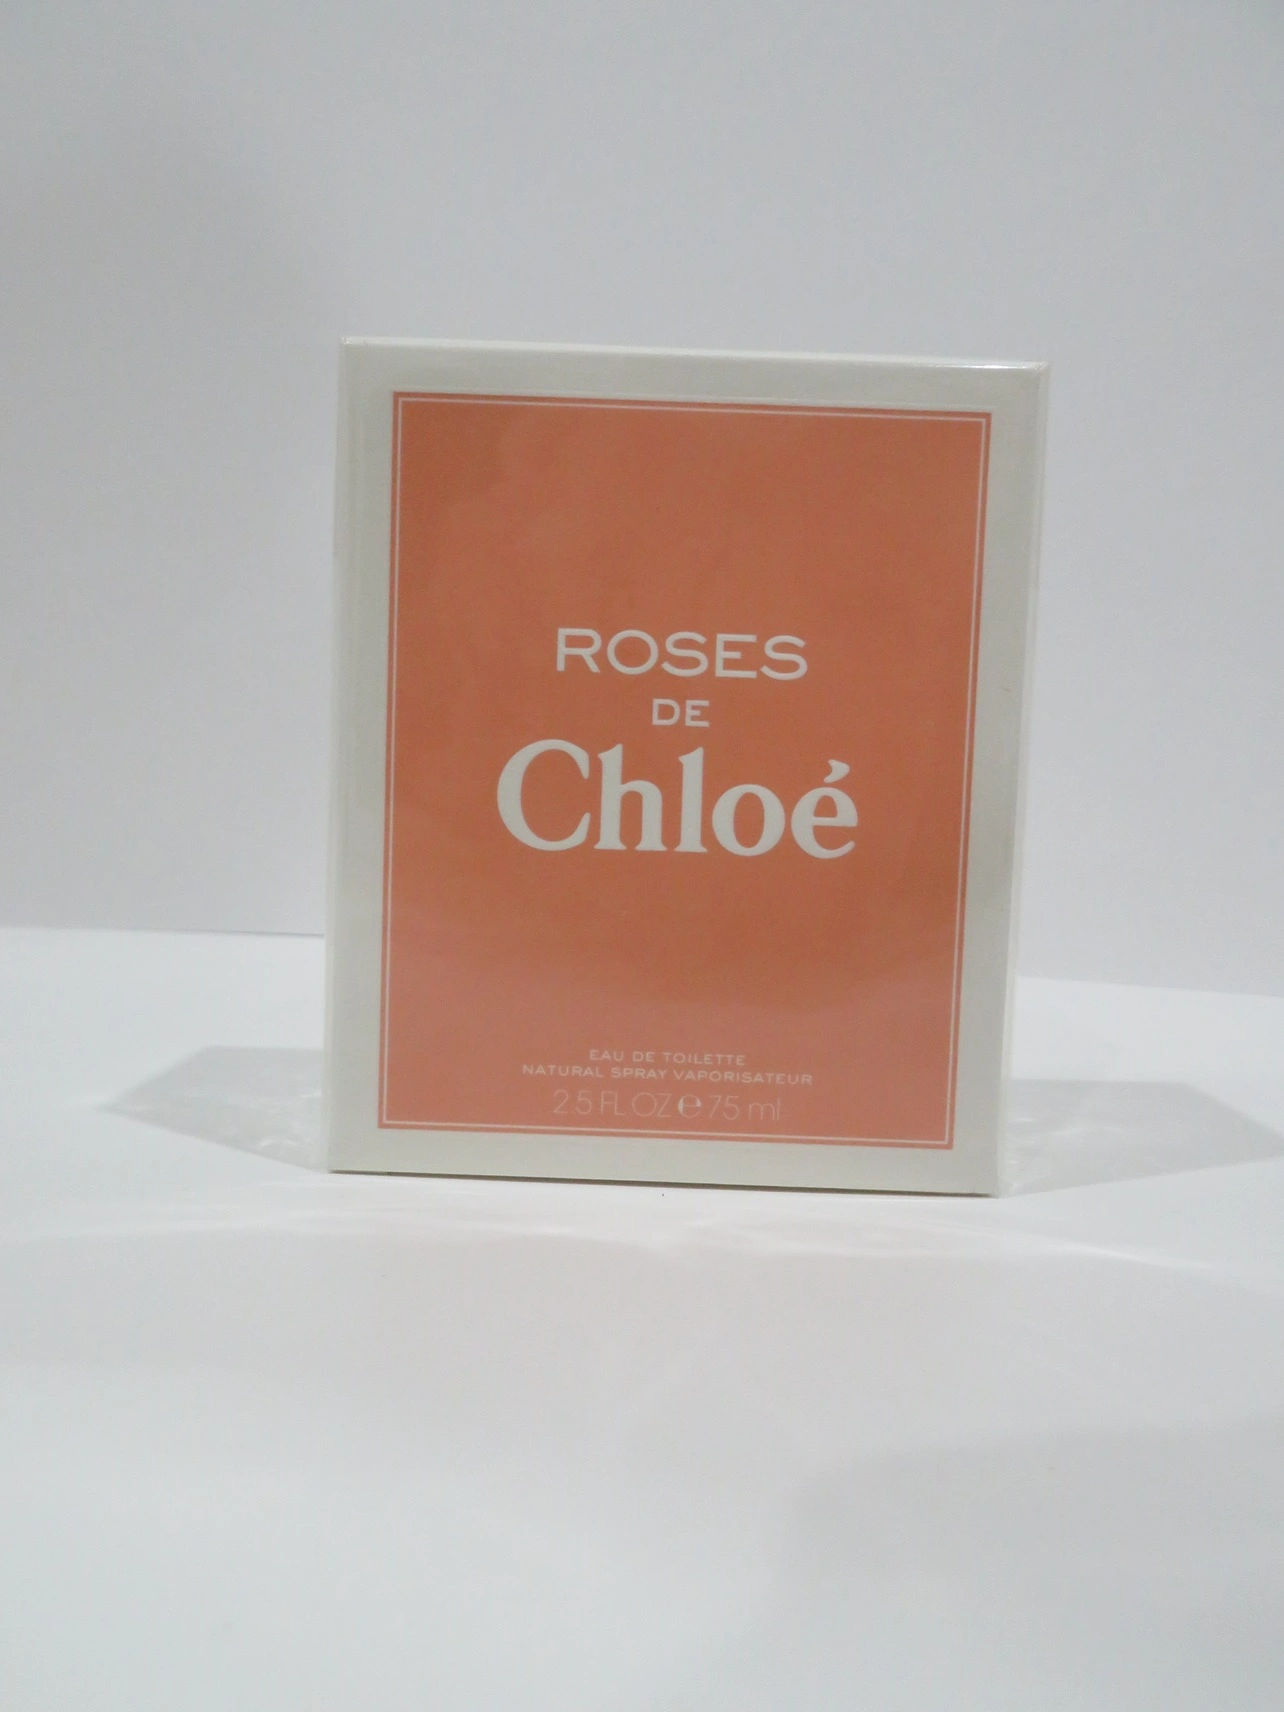 ROSES
DE
Chloé
EAU DE TOILETTE
NATURAL SPRAY VAPORISATEUR
2.5 FL OZ ℮ 75 ml